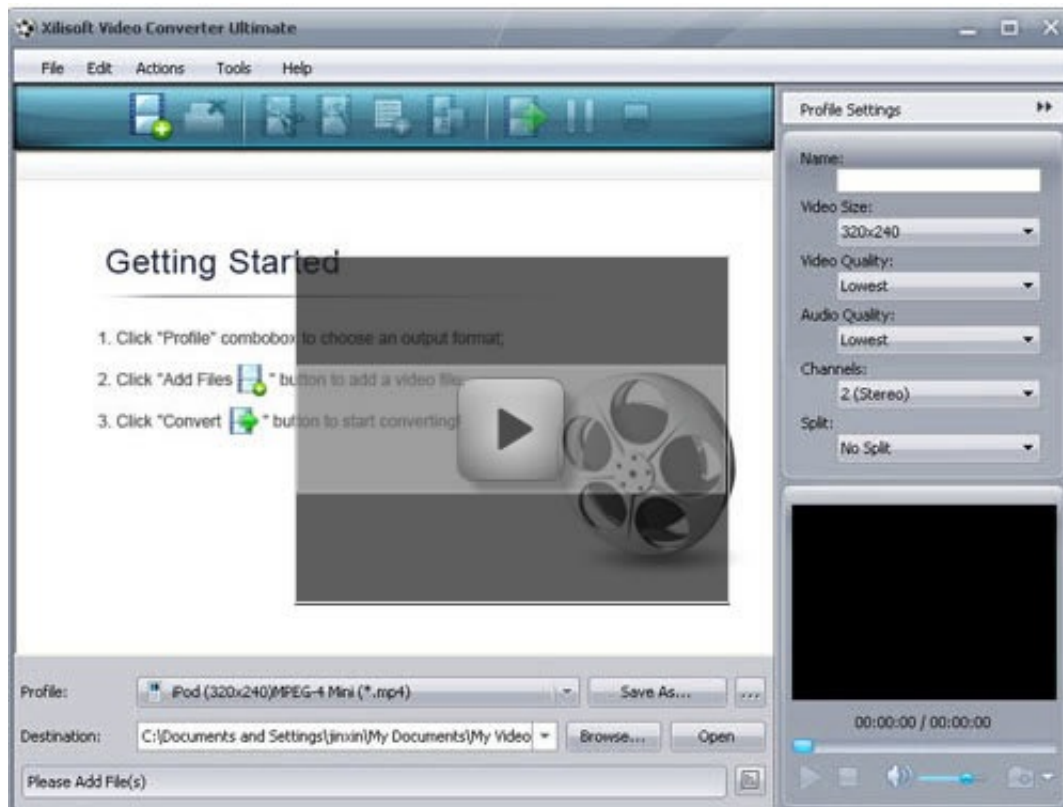 Xilisoft Video Converter Ultimate
File Edit Actions Tools Help
Getting Started
1. Click "Profile" combobox to choose an output format;
2. Click "Add Files " button to add a video file
3. Click "Convert " button to start converting!
Profile: iPod (320x240)MPEG-4 Mini (*.mp4) Save As... ...
Destination: C:\Documents and Settings\jinxin\My Documents\My Video Browse... Open
Please Add File(s)
Profile Settings
Name:
Video Size:
320x240
Video Quality:
Lowest
Audio Quality:
Lowest
Channels:
2 (Stereo)
Split:
No Split
00:00:00 / 00:00:00